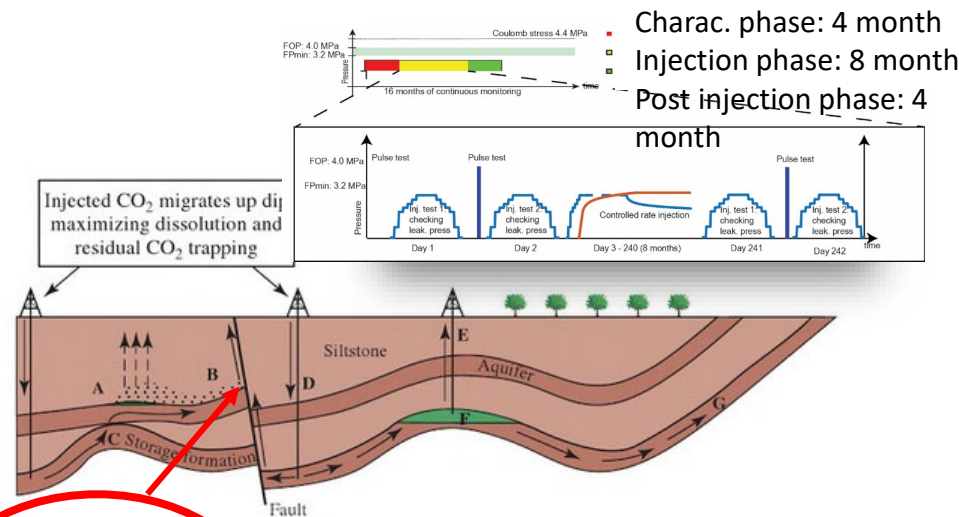 Charac. phase: 4 month
Injection phase: 8 month
Post injection phase: 4
month
Coulomb stress 4.4 MPa
FOP: 4.0 MPa
FPmin: 3.2 MPa
Pressure
time
16 months of continuous monitoring
FOP: 4.0 MPa
Pulse test
Pulse test
Pulse test
FPmin: 3.2 MPa
Pressure
Inj. test 1:
checking
leak. press
Inj. test 2:
checking
leak. press
Controlled rate injection
Inj. test 1:
checking
leak. press
Inj. test 2:
checking
leak. press
time
Day 1
Day 2
Day 3 - 240 (8 months)
Day 241
Day 242
Injected CO2 migrates up dip
maximizing dissolution and
residual CO2 trapping
Siltstone
E
Aquifer
A
B
D
F
G
C Storage formation
Fault